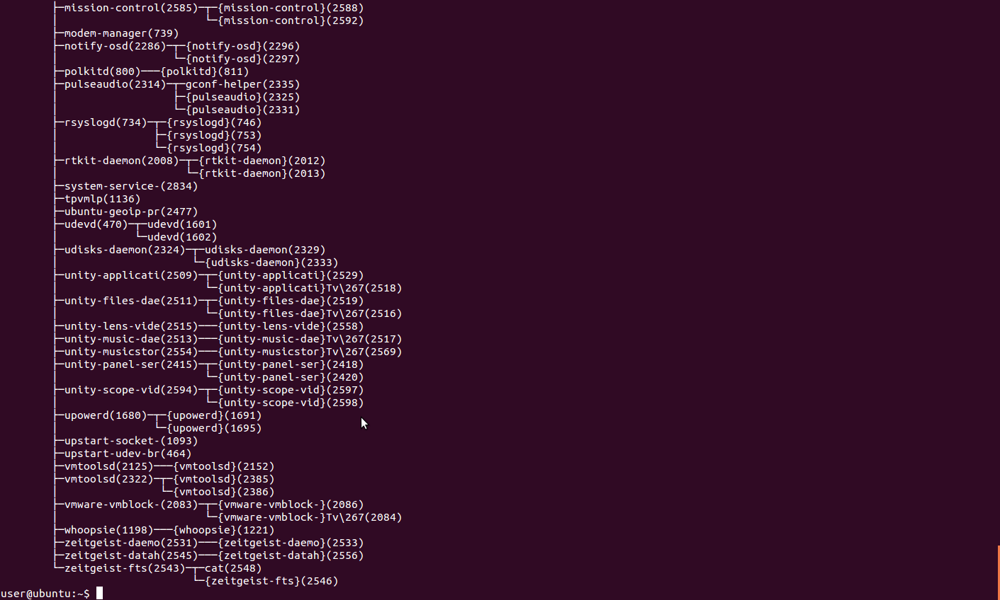 ├─mission-control(2585)─┬─{mission-control}(2588)
│                       └─{mission-control}(2592)
├─modem-manager(739)
├─notify-osd(2286)─┬─{notify-osd}(2296)
│                  └─{notify-osd}(2297)
├─polkitd(800)───{polkitd}(811)
├─pulseaudio(2314)─┬─gconf-helper(2335)
│                  ├─{pulseaudio}(2325)
│                  └─{pulseaudio}(2331)
├─rsyslogd(734)─┬─{rsyslogd}(746)
│               ├─{rsyslogd}(753)
│               └─{rsyslogd}(754)
├─rtkit-daemon(2008)─┬─{rtkit-daemon}(2012)
│                    └─{rtkit-daemon}(2013)
├─system-service-(2834)
├─tpvmlp(1136)
├─ubuntu-geoip-pr(2477)
├─udevd(470)─┬─udevd(1601)
│            └─udevd(1602)
├─udisks-daemon(2324)─┬─udisks-daemon(2329)
│                     └─{udisks-daemon}(2333)
├─unity-applicati(2509)─┬─{unity-applicati}(2529)
│                       └─{unity-applicati}Tv\267(2518)
├─unity-files-dae(2511)─┬─{unity-files-dae}(2519)
│                       └─{unity-files-dae}Tv\267(2516)
├─unity-lens-vide(2515)───{unity-lens-vide}(2558)
├─unity-music-dae(2513)───{unity-music-dae}Tv\267(2517)
├─unity-musicstor(2554)───{unity-musicstor}Tv\267(2569)
├─unity-panel-ser(2415)─┬─{unity-panel-ser}(2418)
│                       └─{unity-panel-ser}(2420)
├─unity-scope-vid(2594)─┬─{unity-scope-vid}(2597)
│                       └─{unity-scope-vid}(2598)
├─upowerd(1680)─┬─{upowerd}(1691)
│               └─{upowerd}(1695)
├─upstart-socket-(1093)
├─upstart-udev-br(464)
├─vmtoolsd(2125)───{vmtoolsd}(2152)
├─vmtoolsd(2322)─┬─{vmtoolsd}(2385)
│                └─{vmtoolsd}(2386)
├─vmware-vmblock-(2083)─┬─{vmware-vmblock-}(2086)
│                       └─{vmware-vmblock-}Tv\267(2084)
├─whoopsie(1198)───{whoopsie}(1221)
├─zeitgeist-daemo(2531)───{zeitgeist-daemo}(2533)
├─zeitgeist-datah(2545)───{zeitgeist-datah}(2556)
└─zeitgeist-fts(2543)─┬─cat(2548)
                      └─{zeitgeist-fts}(2546)
user@ubuntu:~$